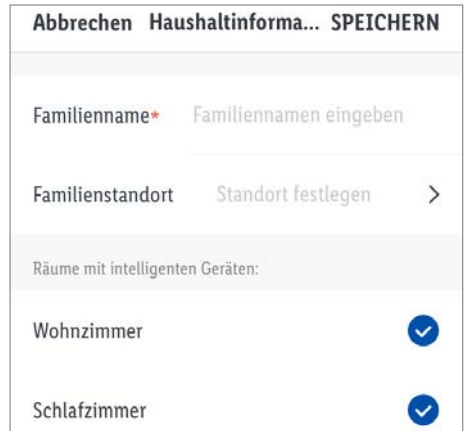 Abbrechen Haushaltinforma... SPEICHERN
Familienname* Familiennamen eingeben
Familienstandort Standort festlegen >
Räume mit intelligenten Geräten:
Wohnzimmer
Schlafzimmer